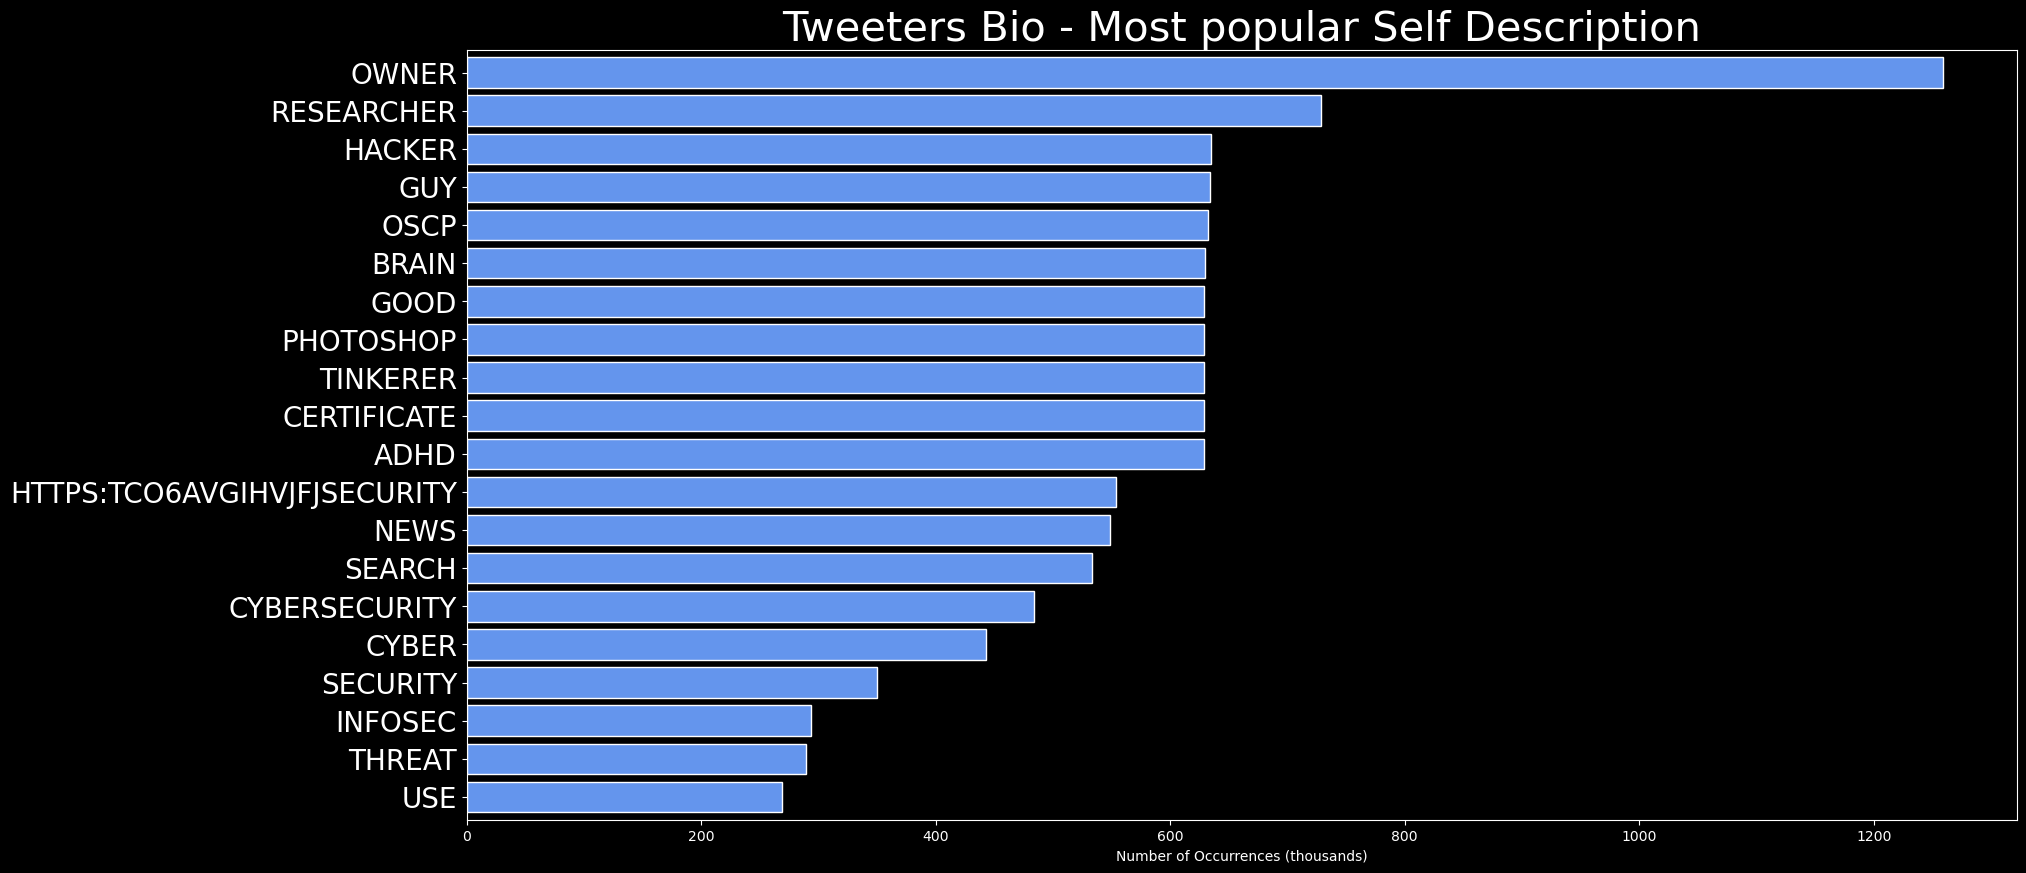 Tweeters Bio - Most popular Self Description
OWNER
RESEARCHER
HACKER
GUY
OSCP
BRAIN
GOOD
PHOTOSHOP
TINKERER
CERTIFICATE
ADHD
HTTPS:TCO6AVGIHVJFJSECURITY
NEWS
SEARCH
CYBERSECURITY
CYBER
SECURITY
INFOSEC
THREAT
USE
0 200 400 600 800 1000 1200
Number of Occurrences (thousands)